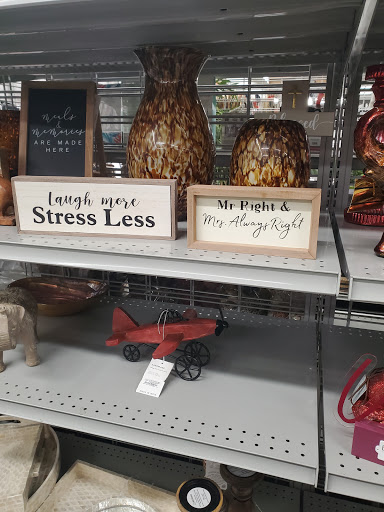 meals
&
memories
ARE MADE
HERE
Laugh more
Stress Less
Mr Right &
Mrs. Always Right